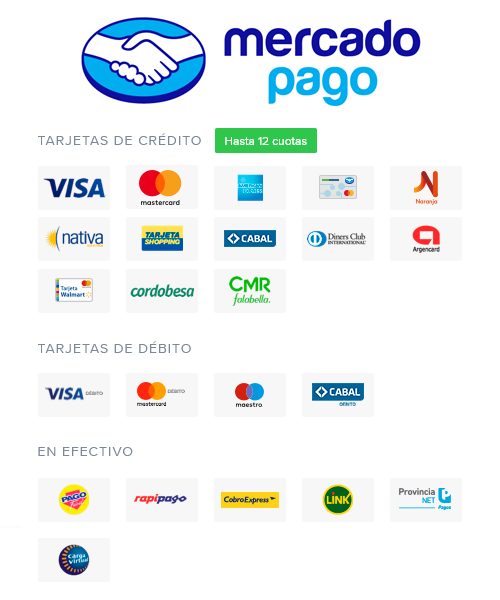 mercado
pago
TARJETAS DE CRÉDITO
Hasta 12 cuotas
VISA
mastercard
AMERICAN
EXPRESS
Naranja
nativa
TARJETA
SHOPPING
CABAL
Diners Club
INTERNATIONAL
Argencard
Tarjeta
Walmart
cordobesa
CMR
falabella.
TARJETAS DE DÉBITO
VISA DÉBITO
mastercard DÉBITO
maestro
CABAL
DÉBITO
EN EFECTIVO
PAGO
rapipago
CobroExpress
LINK
Provincia
NET
Pagos
Carga
Virtual